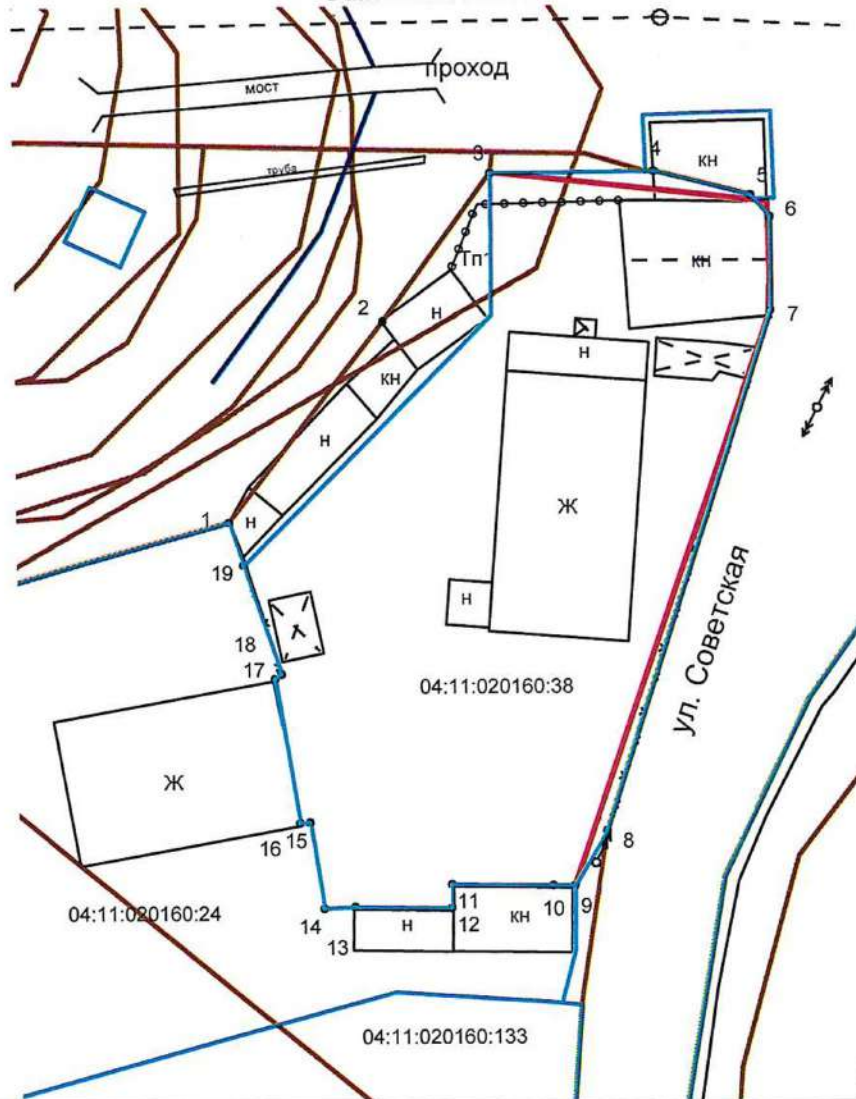 проход
мост
труба
3
4
кн
5
6
Тп1
кн
2
н
7
н
кн
н
Ж
1
н
19
н
ул. Советская
18
17
04:11:020160:38
Ж
15
16
8
11
10
9
04:11:020160:24
14
н
12
кн
13
04:11:020160:133